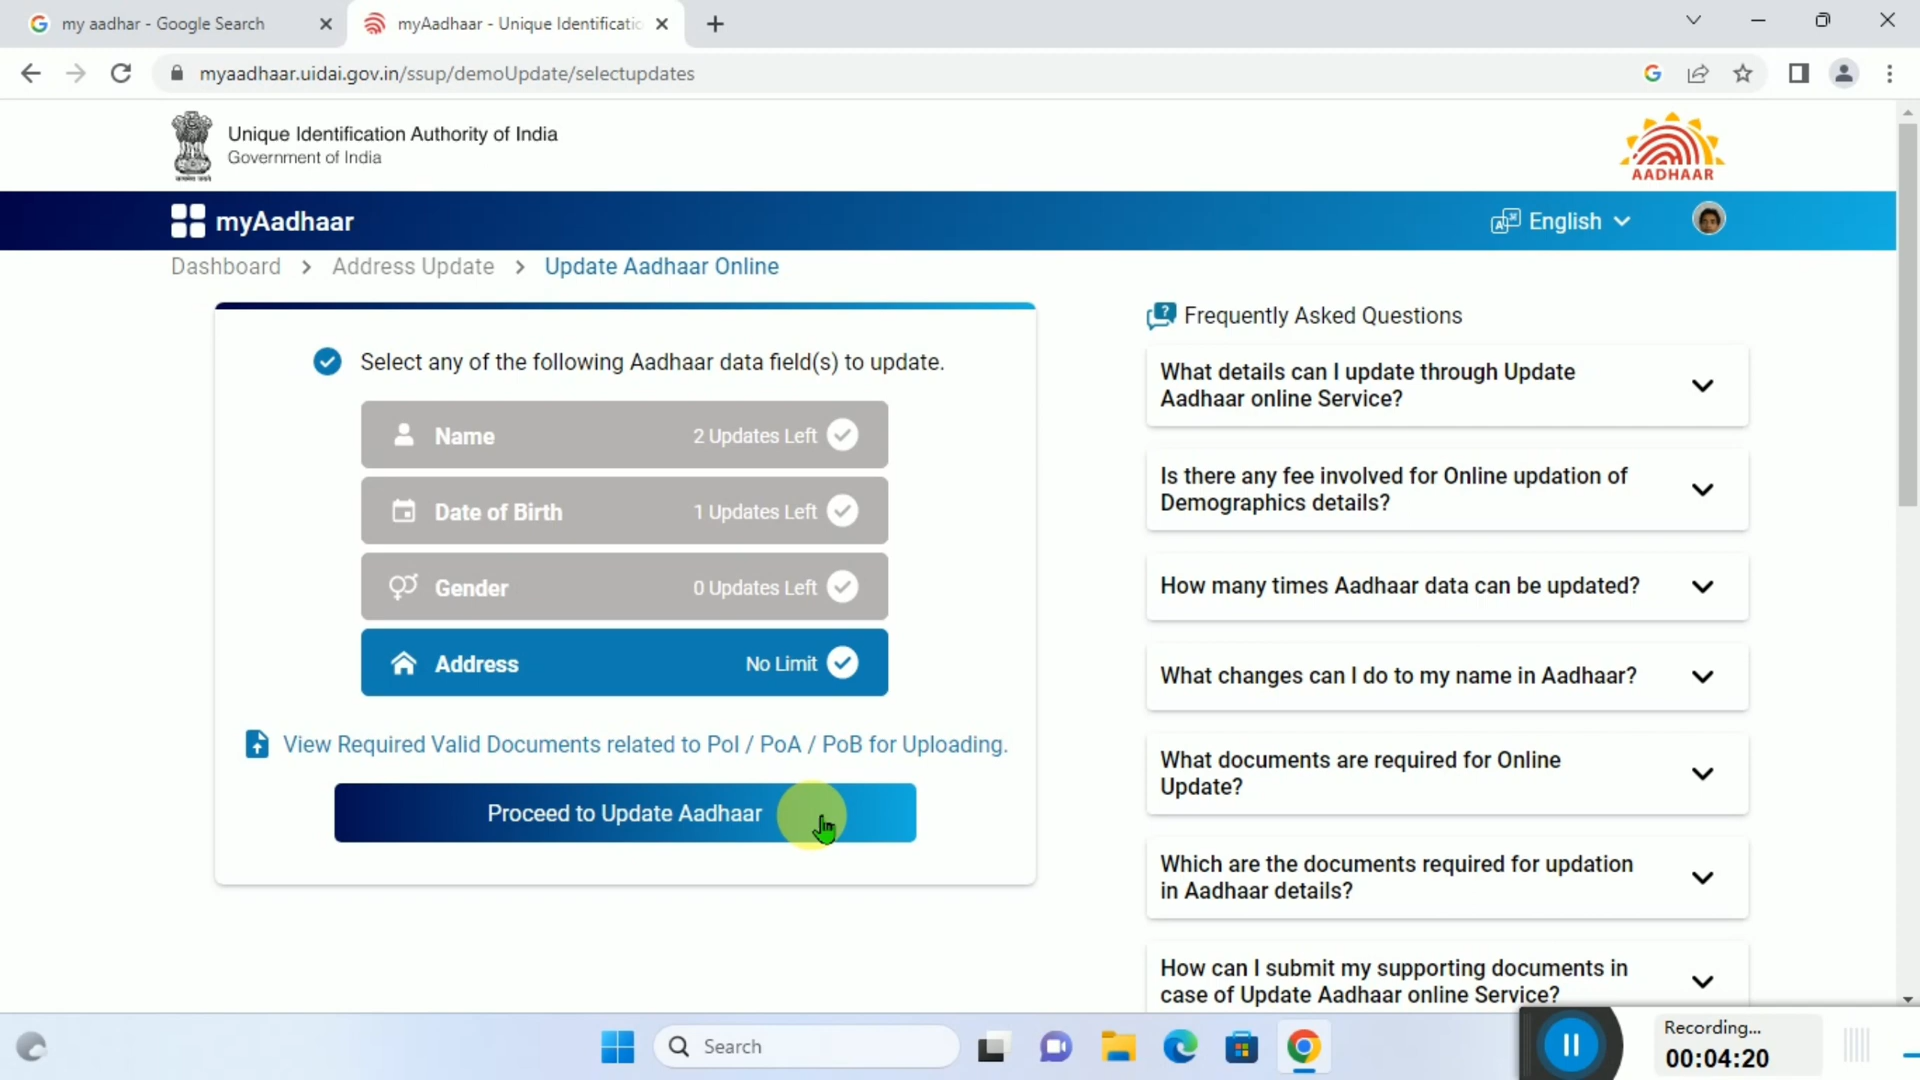 my aadhar - Google Search
myAadhaar - Unique Identificatio
myaadhaar.uidai.gov.in/ssup/demoUpdate/selectupdates
Unique Identification Authority of India
Government of India
AADHAAR
myAadhaar
English
Dashboard > Address Update > Update Aadhaar Online
Select any of the following Aadhaar data field(s) to update.
Name 2 Updates Left
Date of Birth 1 Updates Left
Gender 0 Updates Left
Address No Limit
View Required Valid Documents related to PoI / PoA / PoB for Uploading.
Proceed to Update Aadhaar
Frequently Asked Questions
What details can I update through Update
Aadhaar online Service?
Is there any fee involved for Online updation of
Demographics details?
How many times Aadhaar data can be updated?
What changes can I do to my name in Aadhaar?
What documents are required for Online
Update?
Which are the documents required for updation
in Aadhaar details?
How can I submit my supporting documents in
case of Update Aadhaar online Service?
Search
Recording...
00:04:20